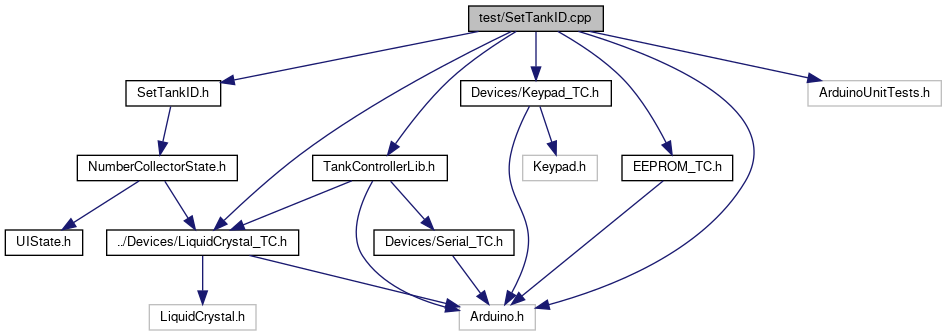 test/SetTankID.cpp
SetTankID.h
Devices/Keypad_TC.h
ArduinoUnitTests.h
NumberCollectorState.h
TankControllerLib.h
Keypad.h
EEPROM_TC.h
UIState.h
../Devices/LiquidCrystal_TC.h
Devices/Serial_TC.h
LiquidCrystal.h
Arduino.h